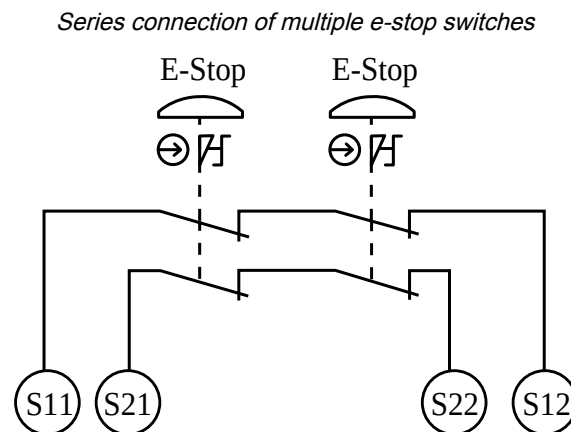 Series connection of multiple e-stop switches
E-Stop E-Stop
S11 S21 S22 S12